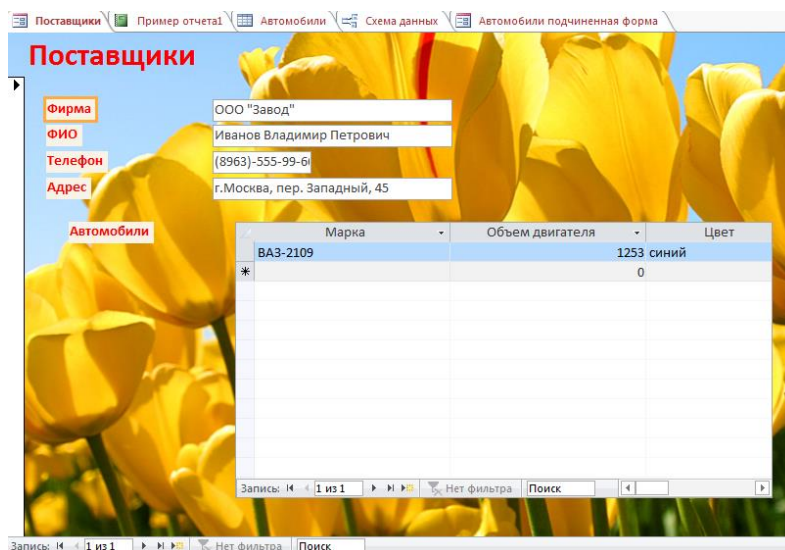 Поставщики Пример отчета1 Автомобили Схема данных Автомобили подчиненная форма
Поставщики
Фирма ООО "Завод"
ФИО Иванов Владимир Петрович
Телефон (8963)-555-99-6
Адрес г.Москва, пер. Западный, 45
Автомобили
Марка Объем двигателя Цвет
ВАЗ-2109 1253 синий
0
Запись: 1 из 1 Нет фильтра Поиск
Запись: 1 из 1 Нет фильтра Поиск